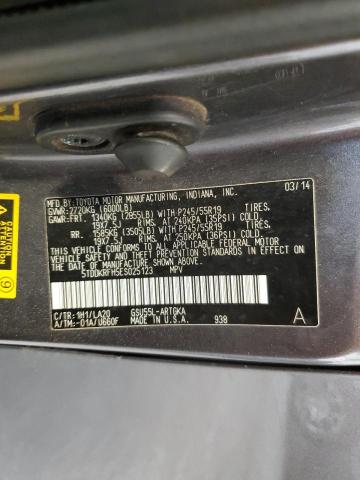 MFD.BY:TOYOTA MOTOR MANUFACTURING, INDIANA, INC. 03/14
GVWR:2720KG (6000LB)
GAWR:FRT. 1340KG (2955LB) WITH P245/55R19 TIRES,
19X7.5J RIMS, AT 240KPA (35PSI) COLD.
RR. 1585KG (3505LB) WITH P245/55R19 TIRES,
19X7.5J RIMS, AT 250KPA (36PSI) COLD.
THIS VEHICLE CONFORMS TO ALL APPLICABLE FEDERAL MOTOR
VEHICLE SAFETY, BUMPER, AND THEFT PREVENTION STANDARDS
IN EFFECT ON THE DATE OF MANUFACTURE SHOWN ABOVE.
5TDDKRFH5ES025123 MPV
C/TR:1H1/LA20 GSU55L-ARTGKA
A/TM:-01A/U660F MADE IN U.S.A. 938 A
CAUTION